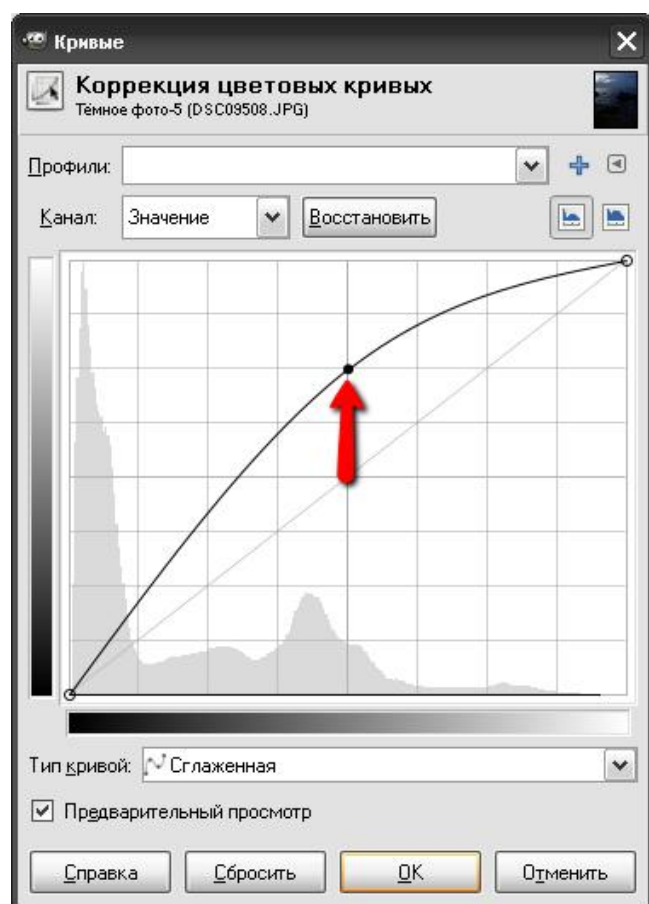 Кривые
Коррекция цветовых кривых
Тёмное фото-5 (DSC09508.JPG)
Профили:
Канал: Значение Восстановить
Тип кривой: Сглаженная
Предварительный просмотр
Справка Сбросить OK Отменить